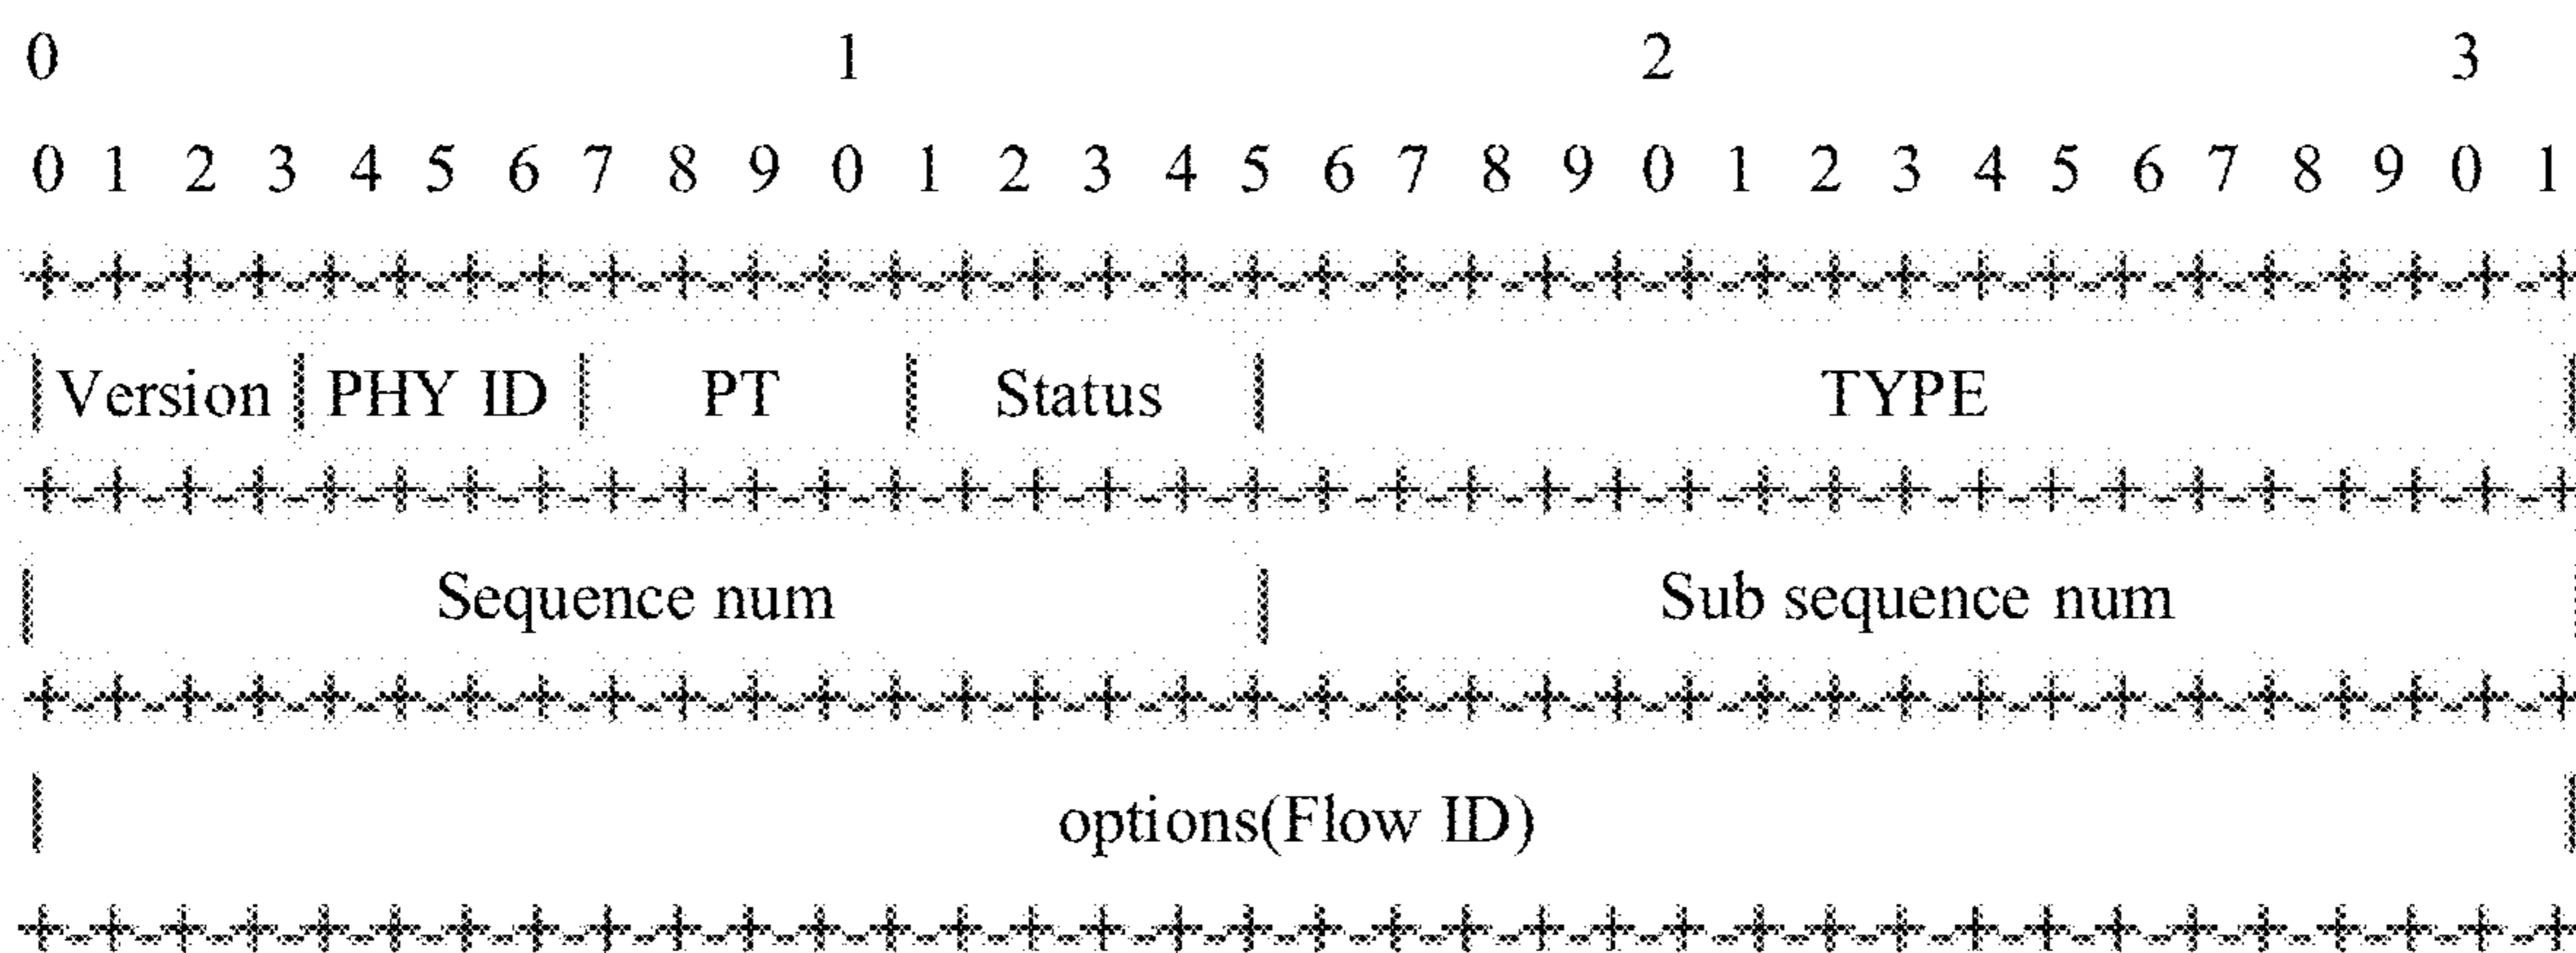 0 1 2 3
0 1 2 3 4 5 6 7 8 9 0 1 2 3 4 5 6 7 8 9 0 1 2 3 4 5 6 7 8 9 0 1
+-+-+-+-+-+-+-+-+-+-+-+-+-+-+-+-+-+-+-+-+-+-+-+-+-+-+-+-+-+-+-+-+-+-+-+-+
| Version | PHY ID | PT | Status | TYPE |
+-+-+-+-+-+-+-+-+-+-+-+-+-+-+-+-+-+-+-+-+-+-+-+-+-+-+-+-+-+-+-+-+-+-+-+-+
| Sequence num | Sub sequence num |
+-+-+-+-+-+-+-+-+-+-+-+-+-+-+-+-+-+-+-+-+-+-+-+-+-+-+-+-+-+-+-+-+-+-+-+-+
| options(Flow ID) |
+-+-+-+-+-+-+-+-+-+-+-+-+-+-+-+-+-+-+-+-+-+-+-+-+-+-+-+-+-+-+-+-+-+-+-+-+